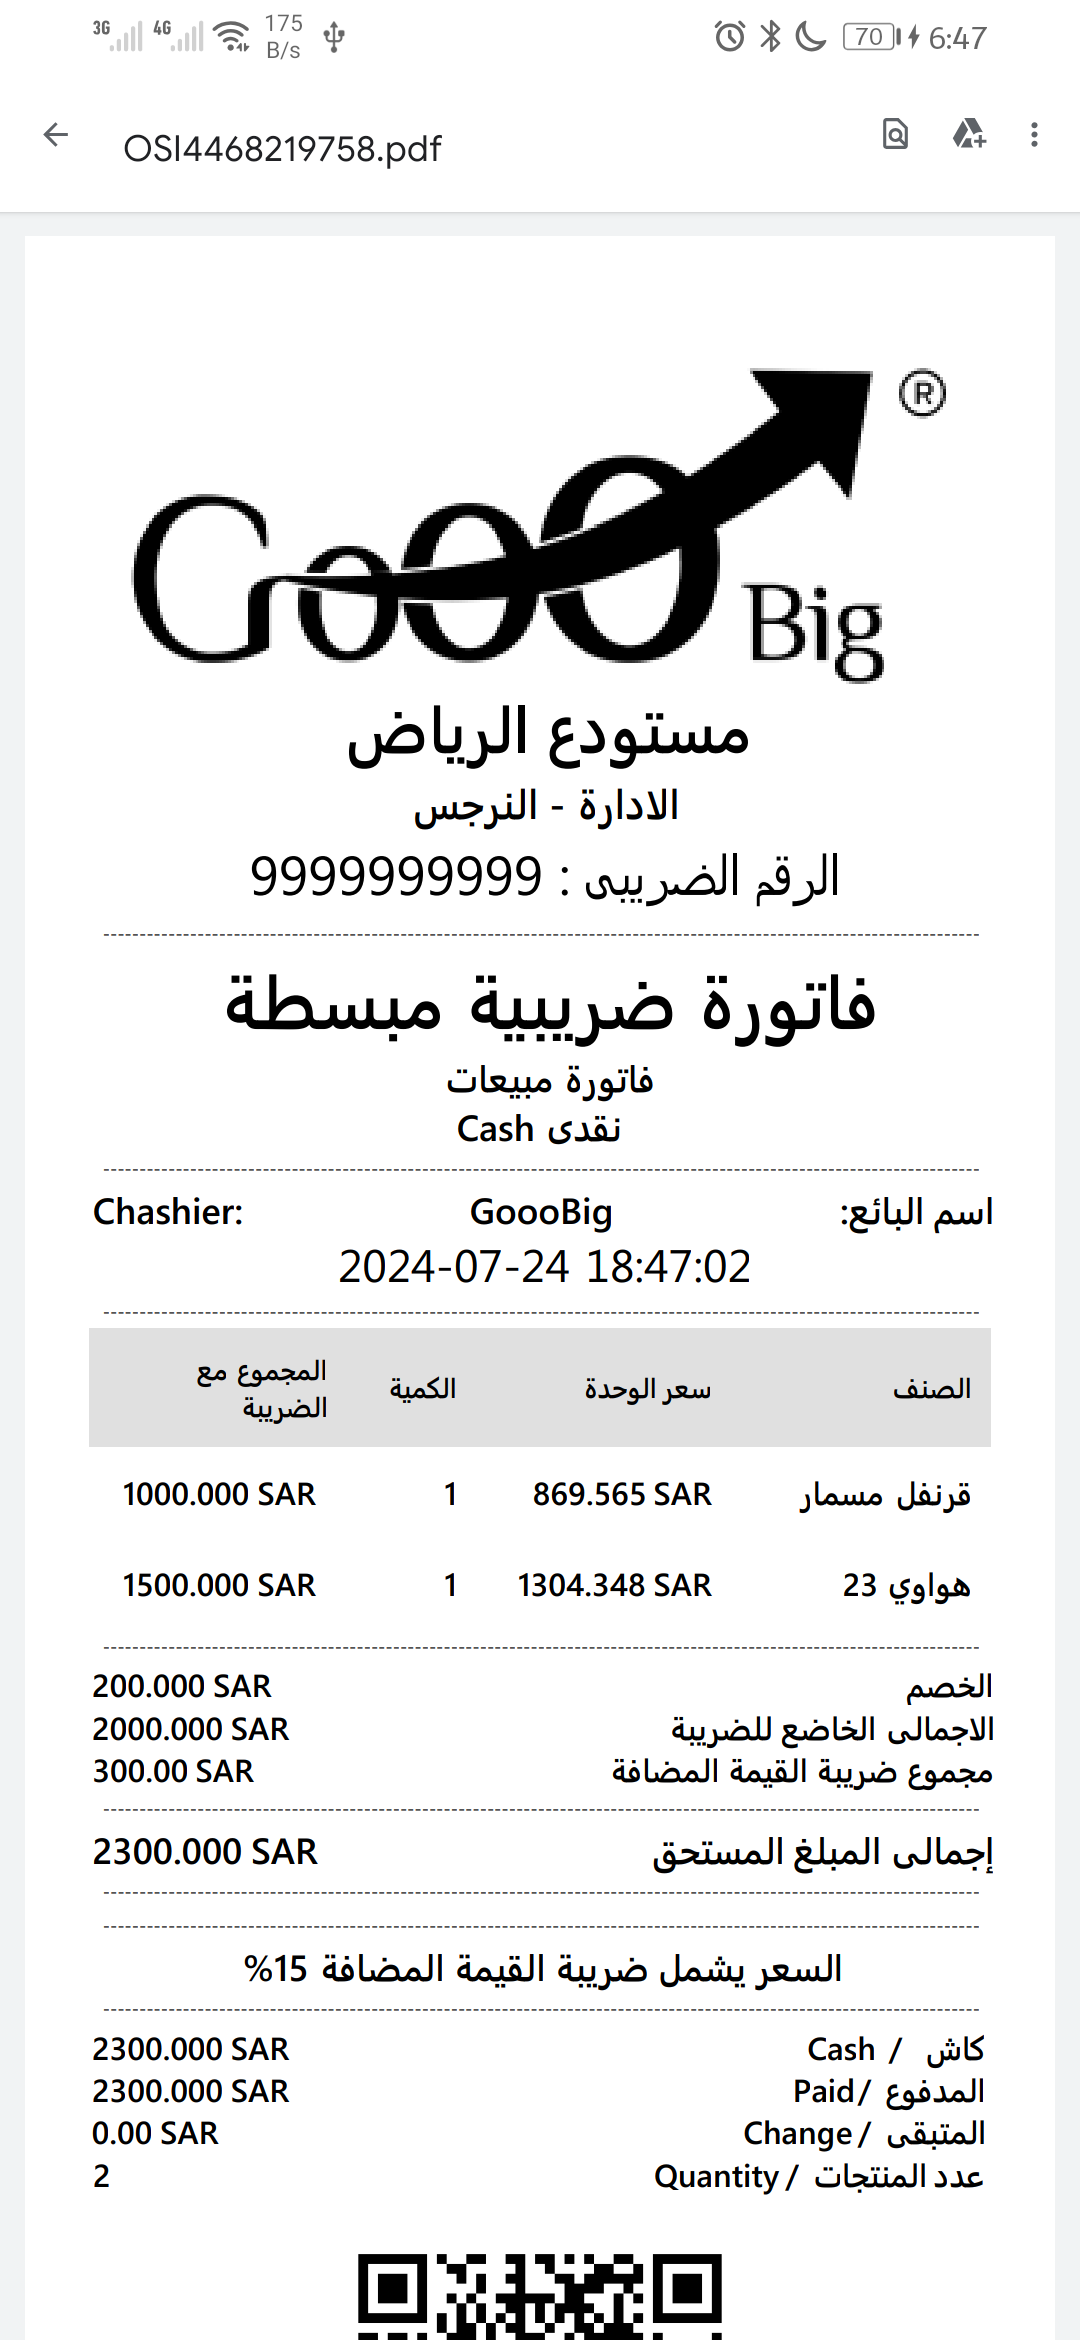 3G 4G 175 B/s 70 6:47
OSI4468219758.pdf
GoooBig ®
مستودع الرياض
الادارة - النرجس
الرقم الضريبى : 9999999999
فاتورة ضريبية مبسطة
فاتورة مبيعات
نقدى Cash
اسم البائع: GoooBig Chashier:
2024-07-24 18:47:02
الصنف سعر الوحدة الكمية المجموع مع الضريبة
قرنفل مسمار 869.565 SAR 1 1000.000 SAR
هواوي 23 1304.348 SAR 1 1500.000 SAR
الخصم 200.000 SAR
الاجمالى الخاضع للضريبة 2000.000 SAR
مجموع ضريبة القيمة المضافة 300.00 SAR
إجمالى المبلغ المستحق 2300.000 SAR
السعر يشمل ضريبة القيمة المضافة 15%
كاش / Cash 2300.000 SAR
المدفوع /Paid 2300.000 SAR
المتبقى /Change 0.00 SAR
عدد المنتجات /Quantity 2